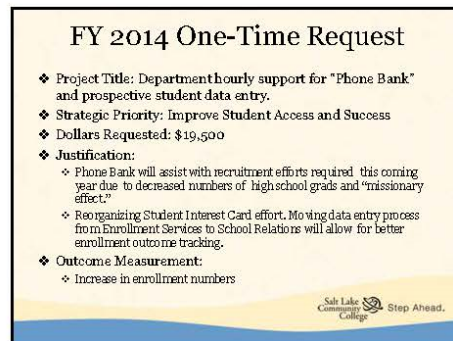 FY 2014 One-Time Request
❖ Project Title: Department hourly support for "Phone Bank"
and prospective student data entry.
❖ Strategic Priority: Improve Student Access and Success
❖ Dollars Requested: $19,500
❖ Justification:
❖ Phone Bank will assist with recruitment efforts required this coming
year due to decreased numbers of high school grads and “missionary
effect.”
❖ Reorganizing Student Interest Card effort. Moving data entry process
from Enrollment Services to School Relations will allow for better
enrollment outcome tracking.
❖ Outcome Measurement:
❖ Increase in enrollment numbers
Salt Lake
Community
College
Step Ahead.